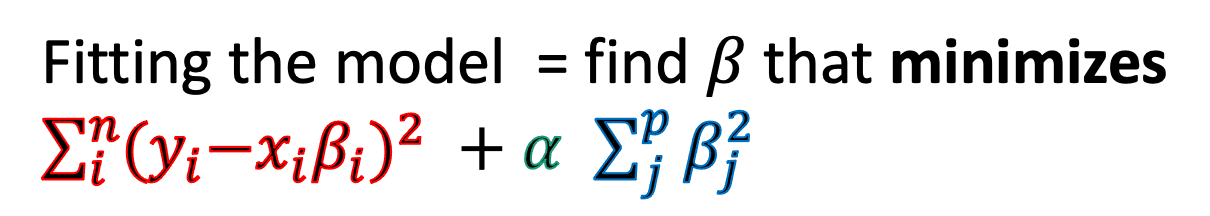 Fitting the model = find β that minimizes
∑ᵢⁿ(yᵢ−xᵢβᵢ)² + α ∑ⱼᵖ βⱼ²